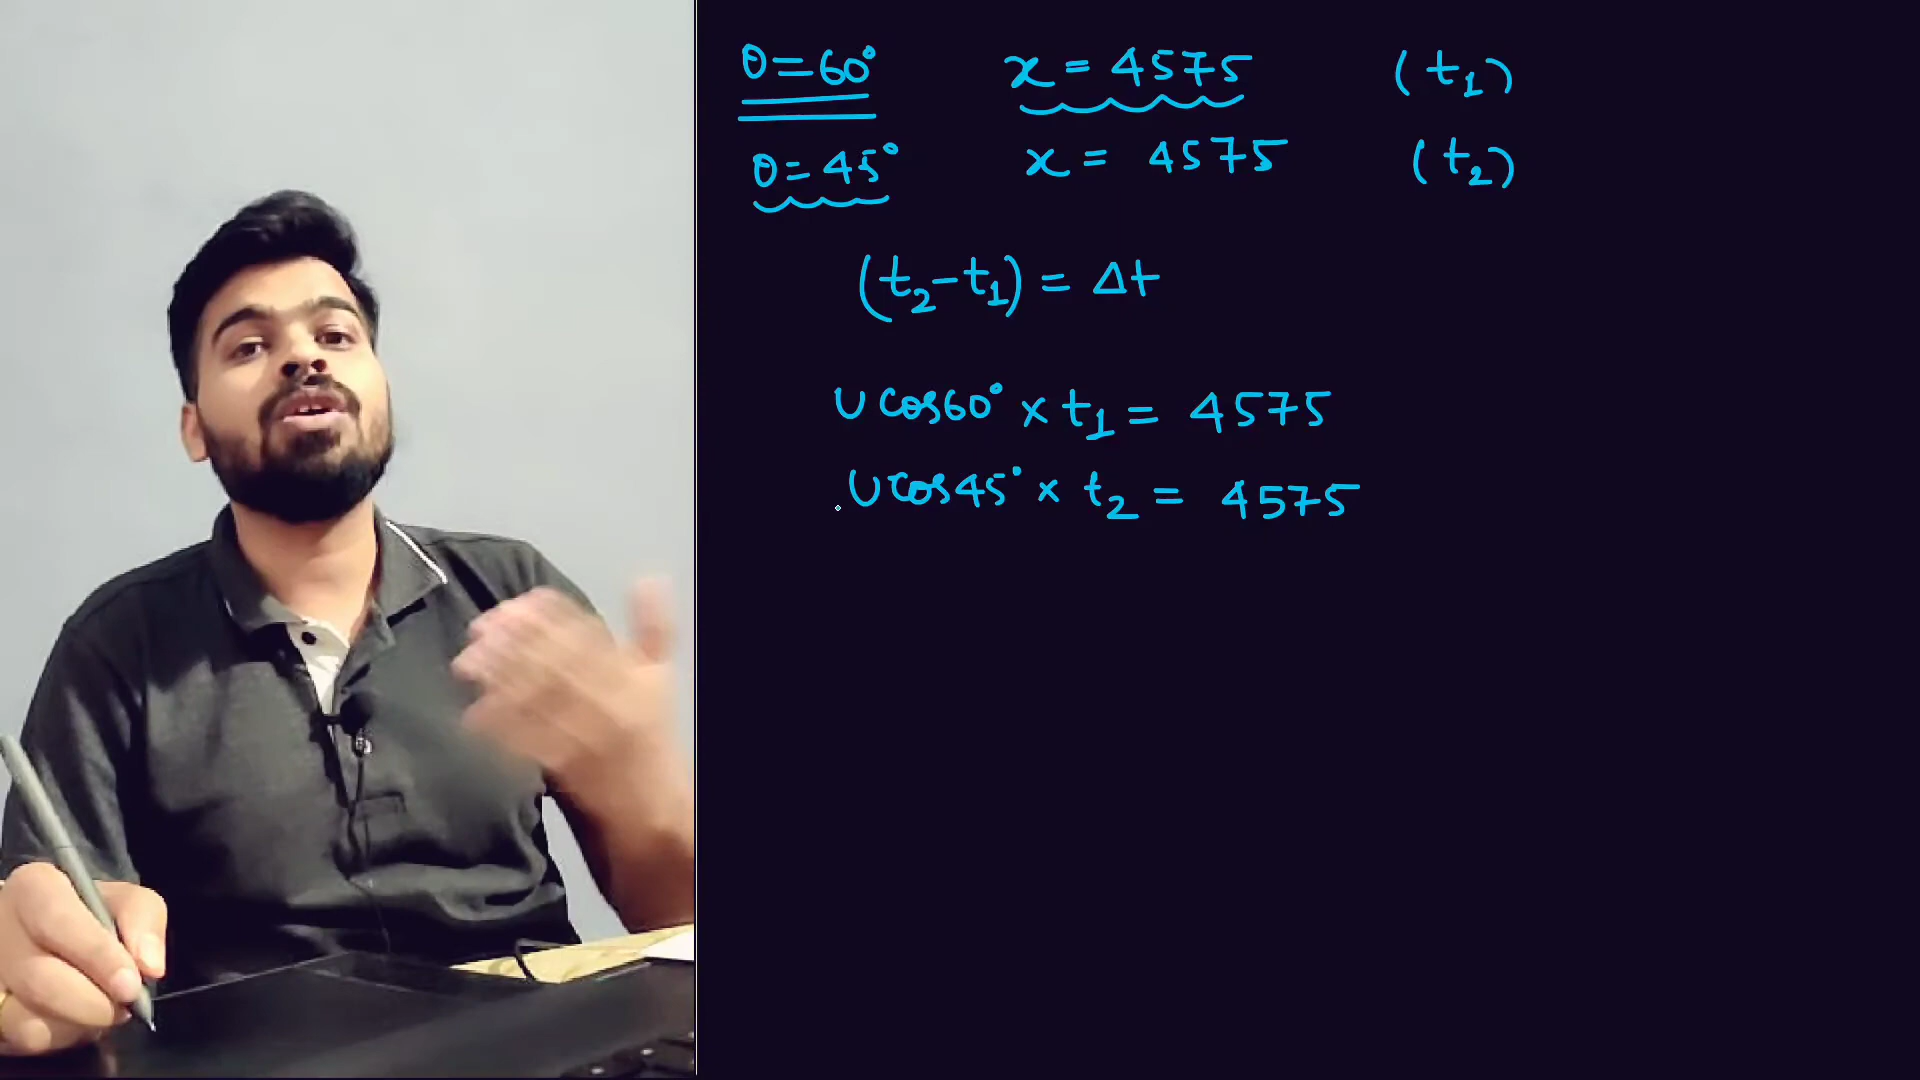 θ=60° x = 4575 (t₁)
θ=45° x = 4575 (t₂)
(t₂-t₁) = Δt
U cos60° × t₁ = 4575
U cos45° × t₂ = 4575